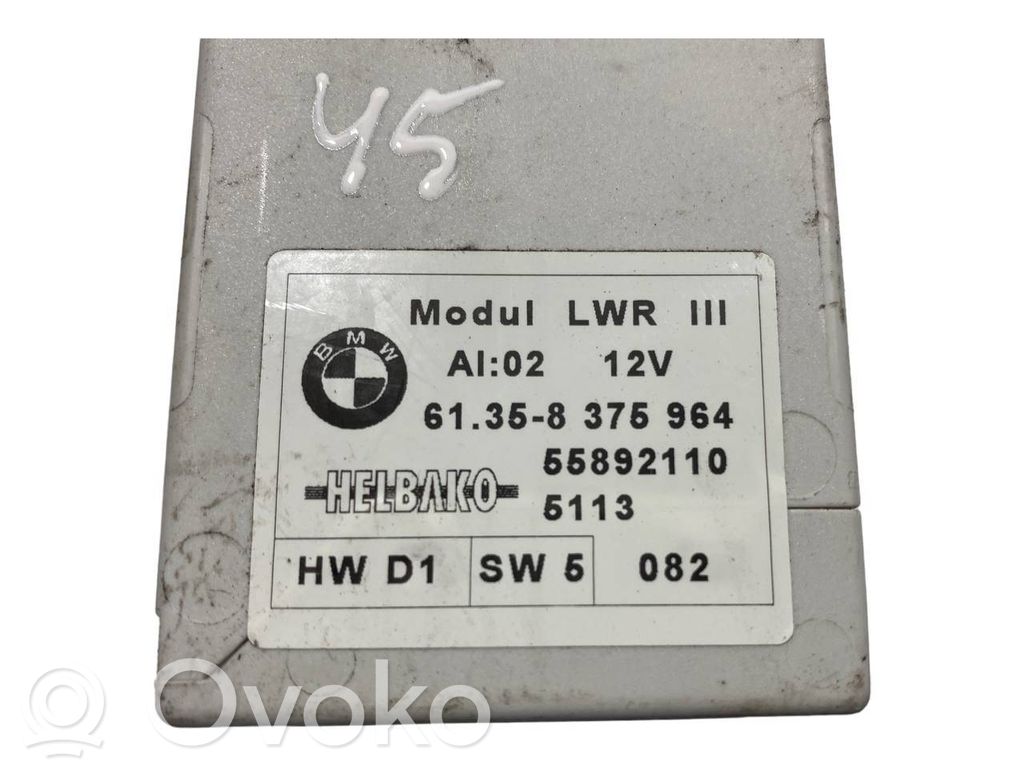 45
BMW
Modul LWR III
AI:02 12V
61.35-8 375 964
HELBAKO
55892110
5113
HW D1 SW 5 082
Ovoko